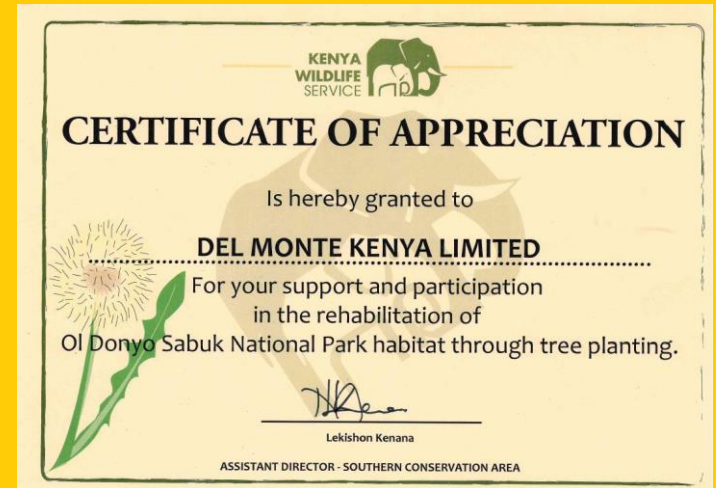 KENYA
WILDLIFE
SERVICE
CERTIFICATE OF APPRECIATION
Is hereby granted to
DEL MONTE KENYA LIMITED
For your support and participation
in the rehabilitation of
Ol Donyo Sabuk National Park habitat through tree planting.
Lekishon Kenana
ASSISTANT DIRECTOR - SOUTHERN CONSERVATION AREA